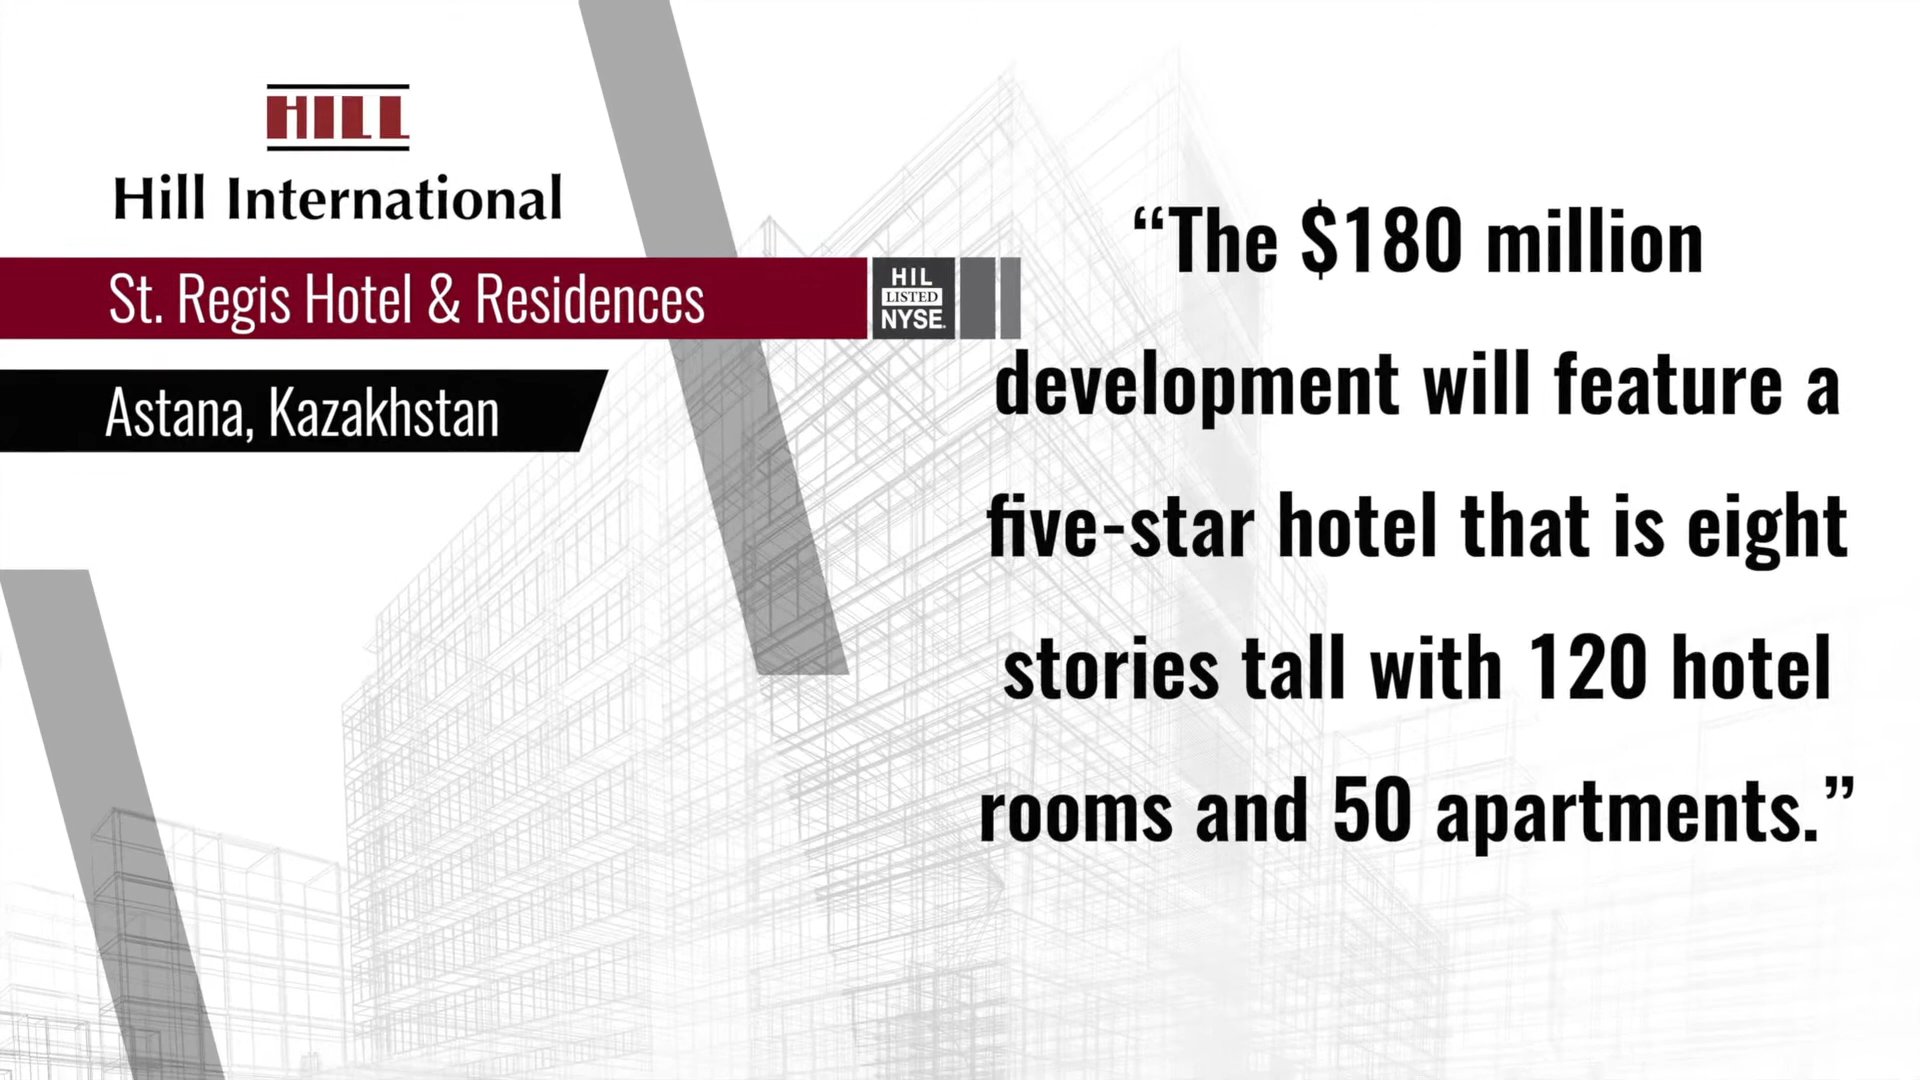 HILL
Hill International
St. Regis Hotel & Residences
HIL
LISTED
NYSE.
Astana, Kazakhstan
“The $180 million
development will feature a
five-star hotel that is eight
stories tall with 120 hotel
rooms and 50 apartments.”